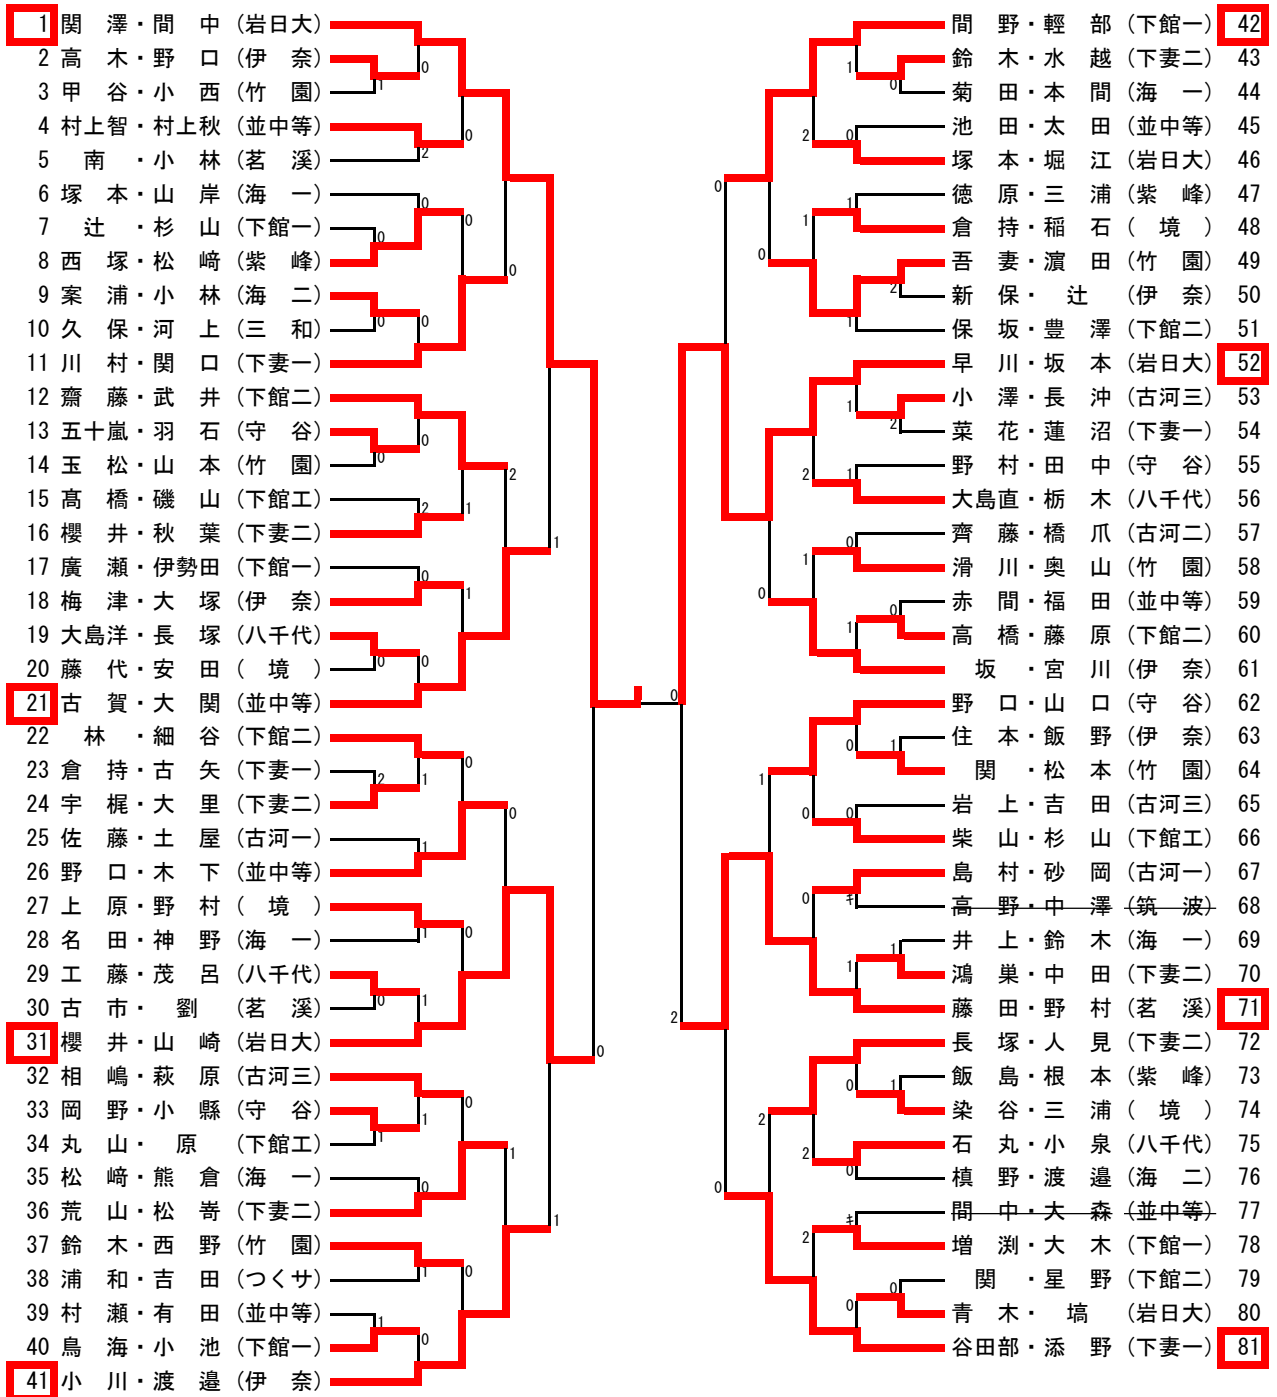 1 関　澤・間　中（岩日大）
2 高　木・野　口（伊　奈）
3 甲　谷・小　西（竹　園）
4 村上智・村上秋（並中等）
5 　南　・小　林（茗　溪）
6 塚　本・山　岸（海　一）
7 　辻　・杉　山（下館一）
8 西　塚・松　﨑（紫　峰）
9 案　浦・小　林（海　二）
10 久　保・河　上（三　和）
11 川　村・関　口（下妻一）
12 齋　藤・武　井（下館二）
13 五十嵐・羽　石（守　谷）
14 玉　松・山　本（竹　園）
15 髙　橋・磯　山（下館工）
16 櫻　井・秋　葉（下妻二）
17 廣　瀬・伊勢田（下館一）
18 梅　津・大　塚（伊　奈）
19 大島洋・長　塚（八千代）
20 藤　代・安　田（　境　）
21 古　賀・大　関（並中等）
22 　林　・細　谷（下館二）
23 倉　持・古　矢（下妻一）
24 宇　梶・大　里（下妻二）
25 佐　藤・土　屋（古河一）
26 野　口・木　下（並中等）
27 上　原・野　村（　境　）
28 名　田・神　野（海　一）
29 工　藤・茂　呂（八千代）
30 古　市・　劉　（茗　溪）
31 櫻　井・山　崎（岩日大）
32 相　嶋・萩　原（古河三）
33 岡　野・小　縣（守　谷）
34 丸　山・　原　（下館工）
35 松　﨑・熊　倉（海　一）
36 荒　山・松　嵜（下妻二）
37 鈴　木・西　野（竹　園）
38 浦　和・吉　田（つくサ）
39 村　瀬・有　田（並中等）
40 鳥　海・小　池（下館一）
41 小　川・渡　邉（伊　奈）
間　野・輕　部（下館一） 42
鈴　木・水　越（下妻二） 43
菊　田・本　間（海　一） 44
池　田・太　田（並中等） 45
塚　本・堀　江（岩日大） 46
徳　原・三　浦（紫　峰） 47
倉　持・稲　石（　境　） 48
吾　妻・濵　田（竹　園） 49
新　保・　辻　（伊　奈） 50
保　坂・豊　澤（下館二） 51
早　川・坂　本（岩日大） 52
小　澤・長　沖（古河三） 53
菜　花・蓮　沼（下妻一） 54
野　村・田　中（守　谷） 55
大島直・栃　木（八千代） 56
齊　藤・橋　爪（古河二） 57
滑　川・奥　山（竹　園） 58
赤　間・福　田（並中等） 59
高　橋・藤　原（下館二） 60
　坂　・宮　川（伊　奈） 61
野　口・山　口（守　谷） 62
住　本・飯　野（伊　奈） 63
　関　・松　本（竹　園） 64
岩　上・吉　田（古河三） 65
柴　山・杉　山（下館工） 66
島　村・砂　岡（古河一） 67
高　野・中　澤（筑　波） 68
井　上・鈴　木（海　一） 69
鴻　巣・中　田（下妻二） 70
藤　田・野　村（茗　溪） 71
長　塚・人　見（下妻二） 72
飯　島・根　本（紫　峰） 73
染　谷・三　浦（　境　） 74
石　丸・小　泉（八千代） 75
槙　野・渡　邉（海　二） 76
間　中・大　森（並中等） 77
増　渕・大　木（下館一） 78
　関　・星　野（下館二） 79
青　木・　塙　（岩日大） 80
谷田部・添　野（下妻一） 81